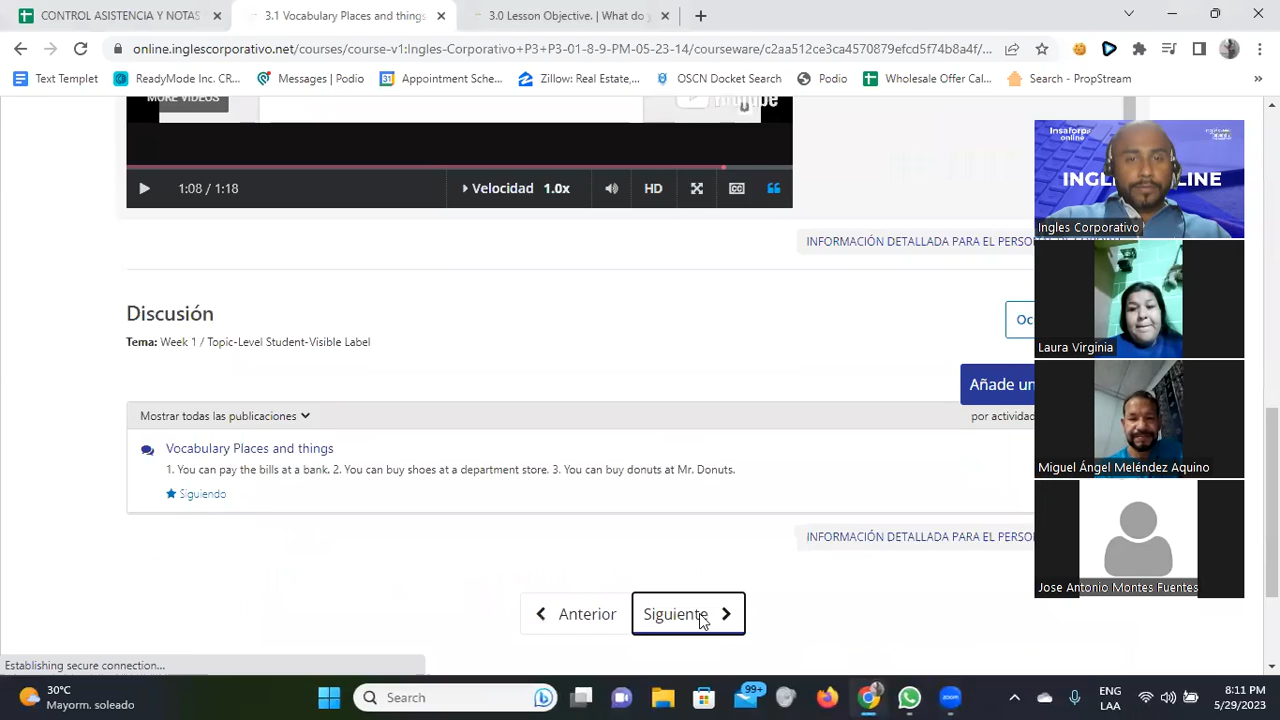 CONTROL ASISTENCIA Y NOTAS
3.1 Vocabulary Places and things
3.0 Lesson Objective. | What do y
online.inglescorporativo.net/courses/course-v1:Ingles-Corporativo+P3+P3-01-8-9-PM-05-23-14/courseware/c2aa512ce3ca4570879efcd5f74b8a4f/...
Text Templet
ReadyMode Inc. CR...
Messages | Podio
Appointment Sche...
Zillow: Real Estate,...
OSCN Docket Search
Podio
Wholesale Offer Cal...
Search - PropStream
MORE VIDEOS
YouTube
1:08 / 1:18
Velocidad 1.0x
HD
INFORMACIÓN DETALLADA PARA EL PERSO
Discusión
Tema: Week 1 / Topic-Level Student-Visible Label
Oc
Añade un
Mostrar todas las publicaciones
por actividad
Vocabulary Places and things
1. You can pay the bills at a bank. 2. You can buy shoes at a department store. 3. You can buy donuts at Mr. Donuts.
Siguiendo
INFORMACIÓN DETALLADA PARA EL PERSO
Anterior
Siguiente
Establishing secure connection...
Insaforp
online
INGL
LINE
Ingles Corporativo
Laura Virginia
Miguel Ángel Meléndez Aquino
Jose Antonio Montes Fuentes
30°C
Mayorm. soleado
Search
99+
zoom
ENG
LAA
8:11 PM
5/29/2023